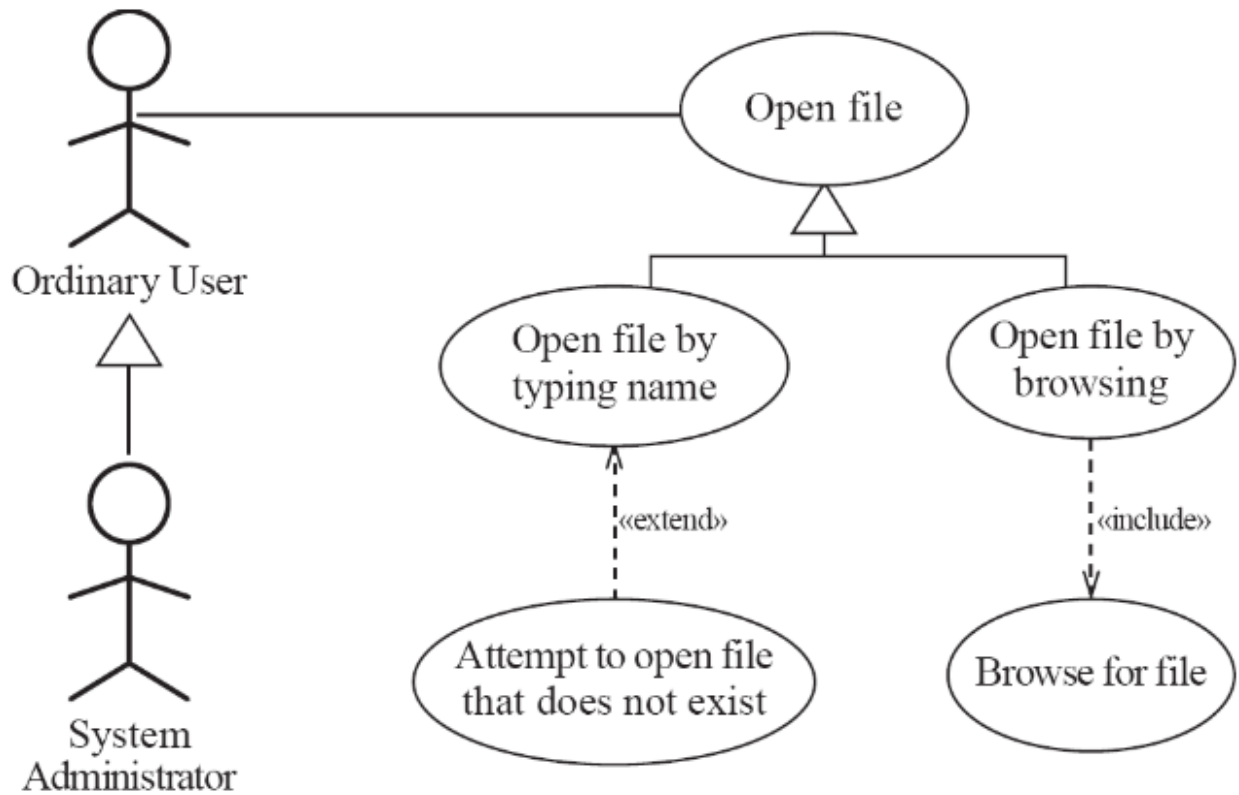 Open file
Ordinary User
Open file by
typing name
Open file by
browsing
«extend»
«include»
Attempt to open file
that does not exist
Browse for file
System
Administrator